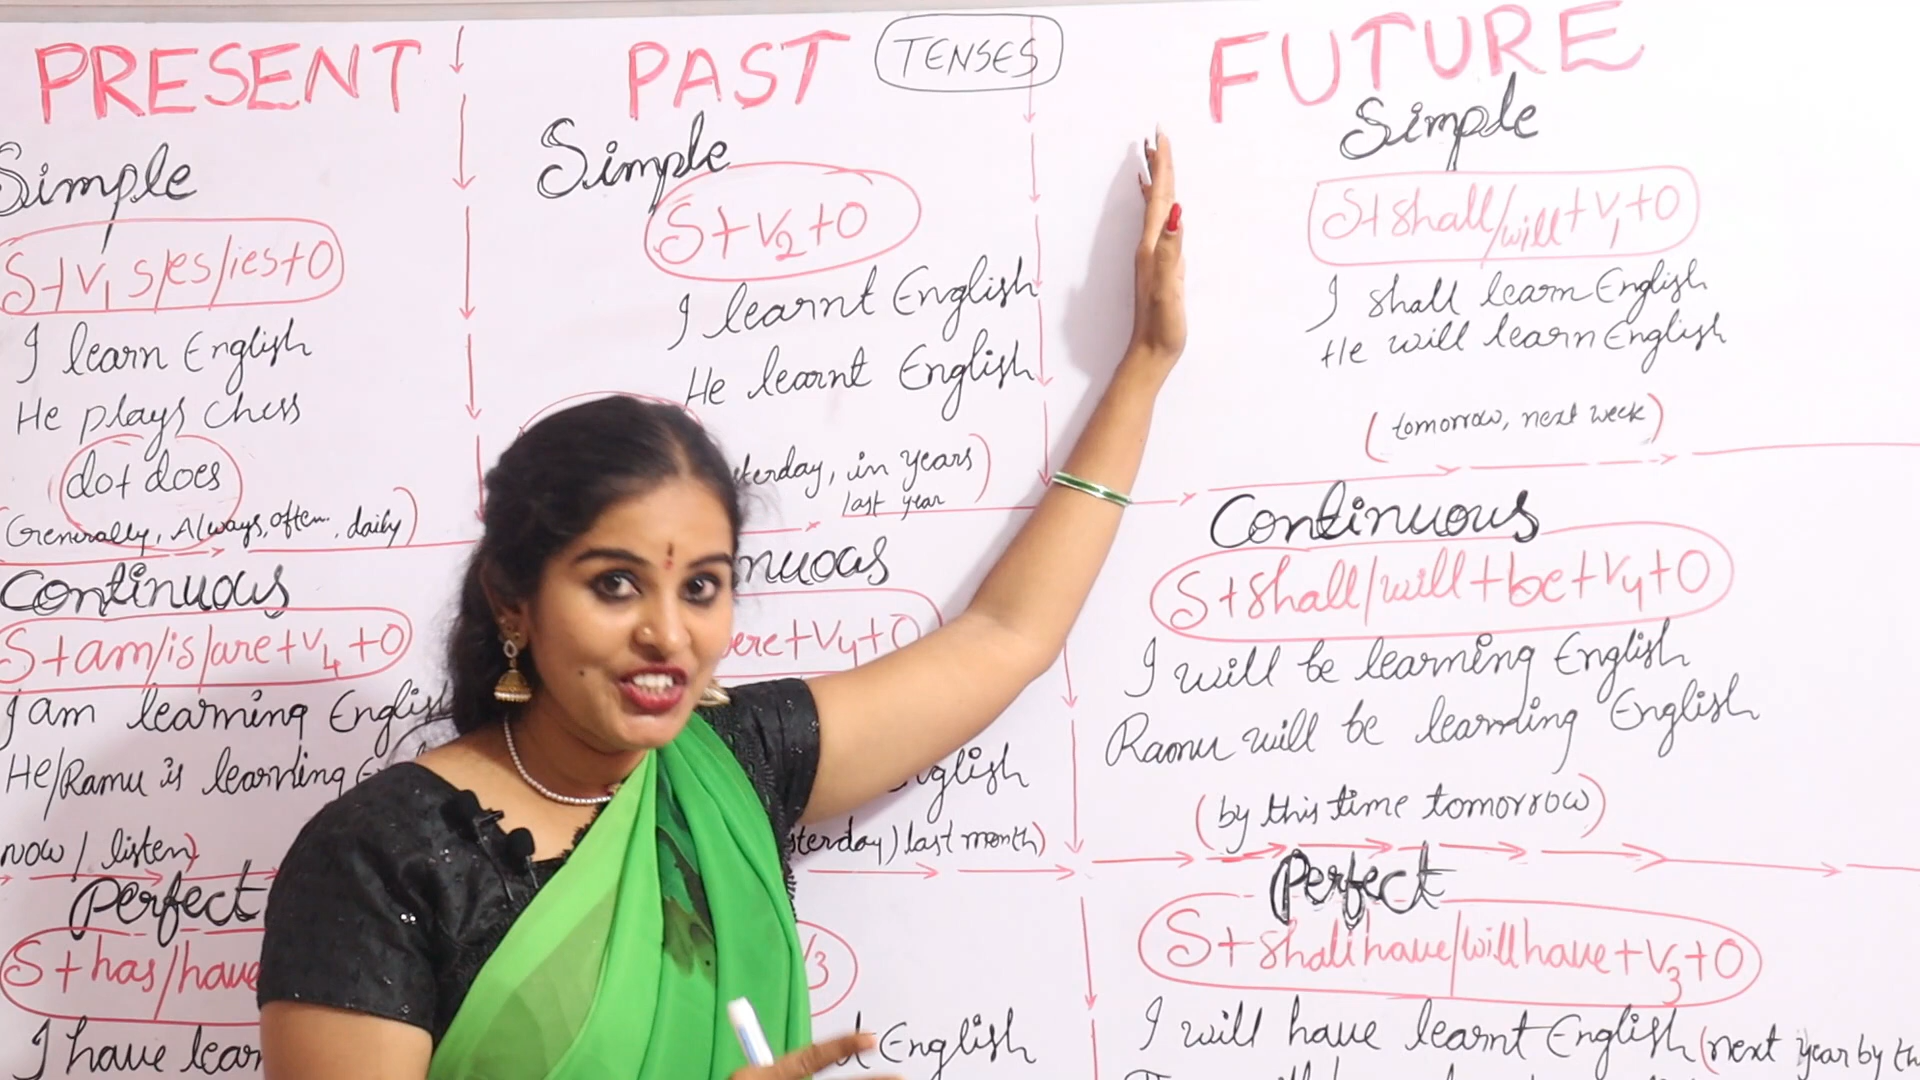 PRESENT
Simple
S+V1 s/es/ies+O
I learn English
He plays chess
do+does
(Generally, Always, often, daily)
Continuous
S+am/is/are+V4+O
I am learning English
He/Ramu is learning
now / listen)
Perfect
S+has/have
I have
PAST
TENSES
Simple
S+V2+O
I learnt English
He learnt English
in years)
last year
+V4+O
last month)
English
FUTURE
Simple
S+shall/will+V1+O
I shall learn English
He will learn English
(tomorrow, next week)
Continuous
S+shall/will+be+V4+O
I will be learning English
Ramu will be learning English
(by this time tomorrow)
Perfect
S+shall have/will have+V3+O
I will have learnt English (next year by